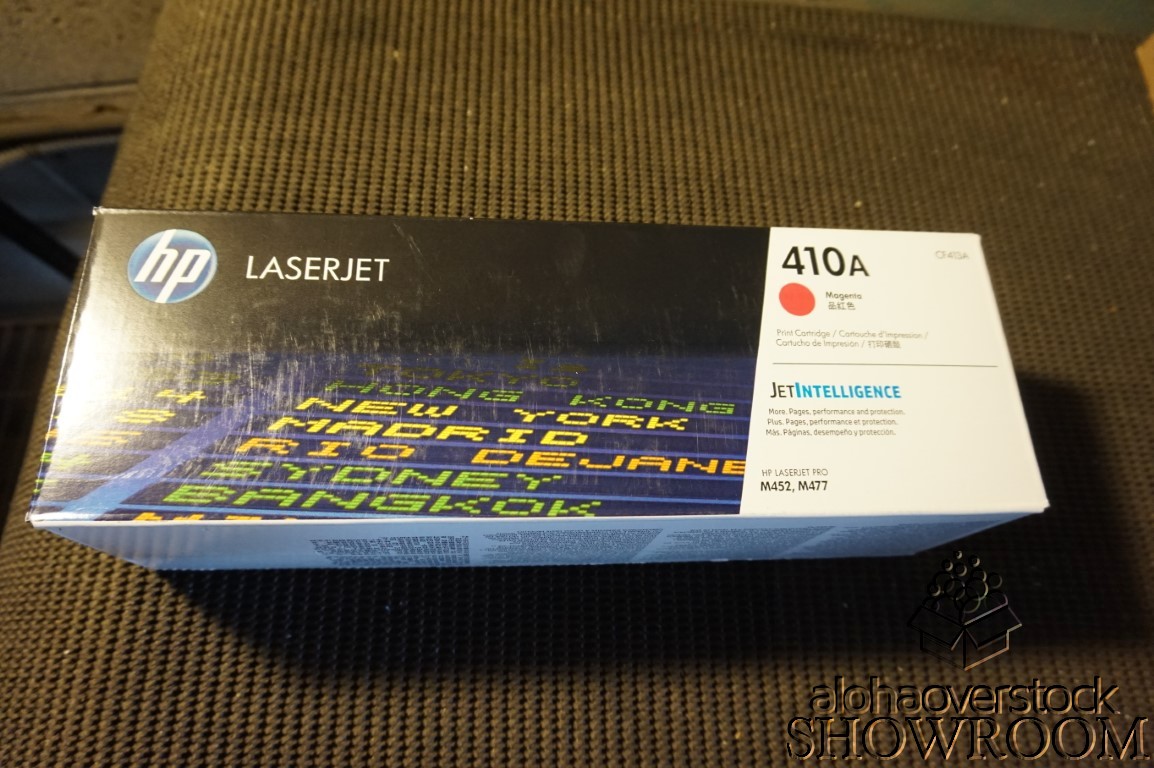 hp LASERJET
410A
CF413A
Magenta
品紅色
Print Cartridge / Cartouche d'impression /
Cartucho de Impresión / 打印硒鼓
JETINTELLIGENCE
More. Pages, performance and protection.
Plus. Pages, performance et protection.
Más. Páginas, desempeño y protección.
HP LASERJET PRO
M452, M477
TOKYO
HONG KONG
NEW YORK
MADRID
RIO DEJANE
SYDNEY
BANGKOK
alohaoverstock
SHOWROOM